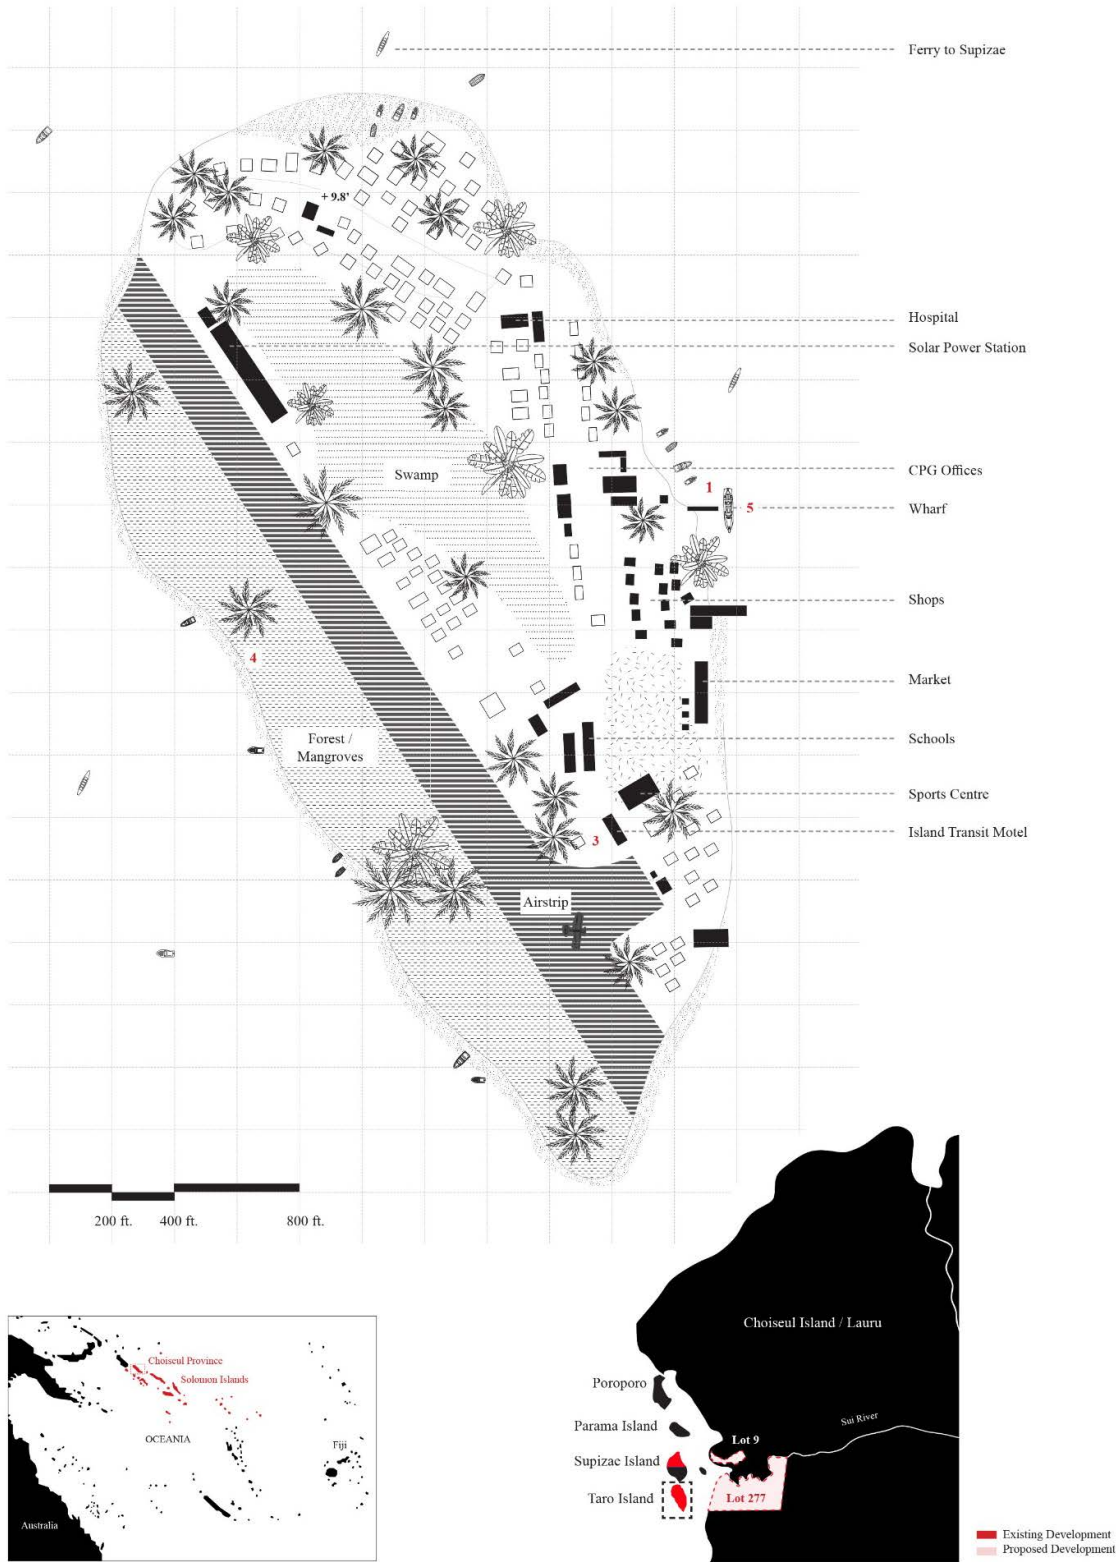 Ferry to Supizae
+ 9.8'
Hospital
Solar Power Station
Swamp
CPG Offices
1
5
Wharf
Shops
4
Market
Forest /
Mangroves
Schools
Sports Centre
3
Island Transit Motel
Airstrip
200 ft.
400 ft.
800 ft.
Choiseul Province
Solomon Islands
OCEANIA
Fiji
Australia
Choiseul Island / Lauru
Poroporo
Parama Island
Sui River
Lot 9
Supizae Island
Taro Island
Lot 277
Existing Development
Proposed Development